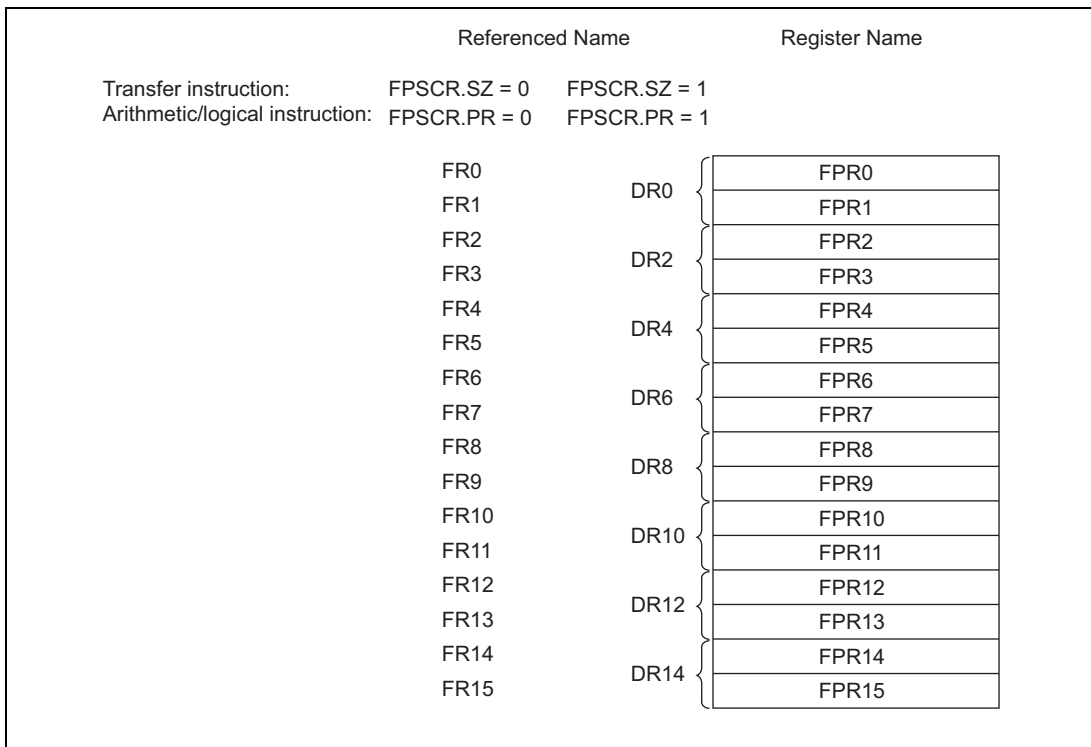 Referenced Name Register Name
Transfer instruction: FPSCR.SZ = 0 FPSCR.SZ = 1
Arithmetic/logical instruction: FPSCR.PR = 0 FPSCR.PR = 1
FR0 FPR0
DR0
FR1 FPR1
FR2 FPR2
DR2
FR3 FPR3
FR4 FPR4
DR4
FR5 FPR5
FR6 FPR6
DR6
FR7 FPR7
FR8 FPR8
DR8
FR9 FPR9
FR10 FPR10
DR10
FR11 FPR11
FR12 FPR12
DR12
FR13 FPR13
FR14 FPR14
DR14
FR15 FPR15